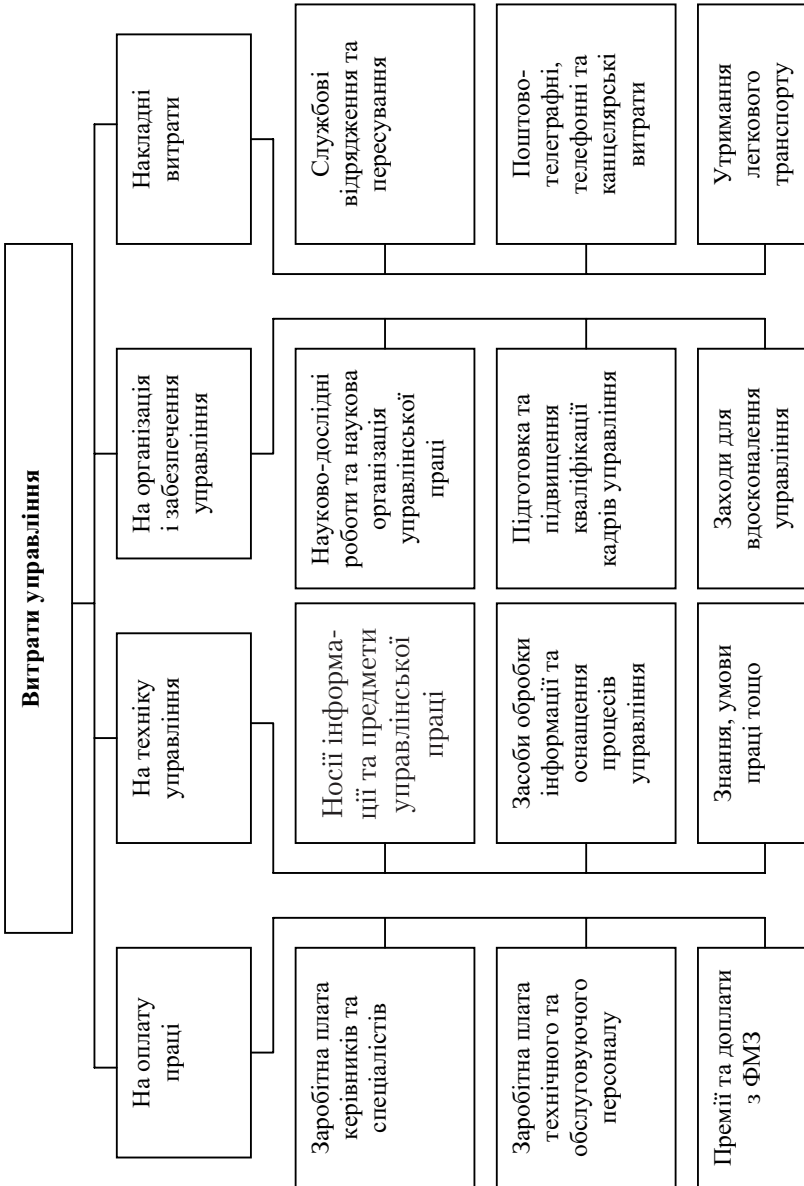 Витрати управління
На оплату
праці
На техніку
управління
На організація
і забезпечення
управління
Накладні
витрати
Заробітна плата
керівників та
спеціалістів
Носії інформа-
ції та предмети
управлінської
праці
Науково-дослідні
роботи та наукова
організація
управлінської
праці
Службові
відрядження та
пересування
Заробітна плата
технічного та
обслуговуючого
персоналу
Засоби обробки
інформації та
оснащення
процесів
управління
Підготовка та
підвищення
кваліфікації
кадрів управління
Поштово-
телеграфні,
телефонні та
канцелярські
витрати
Премії та доплати
з ФМЗ
Знання, умови
праці тощо
Заходи для
вдосконалення
управління
Утримання
легкового
транспорту